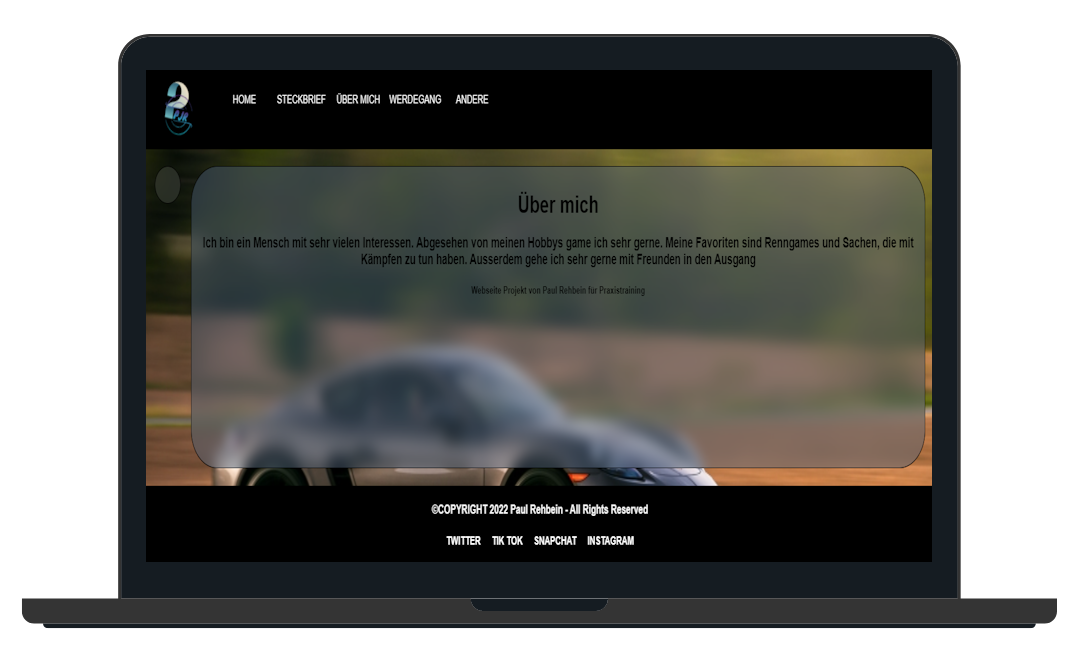 PJR
HOME STECKBRIEF ÜBER MICH WERDEGANG ANDERE
Über mich
Ich bin ein Mensch mit sehr vielen Interessen. Abgesehen von meinen Hobbys game ich sehr gerne. Meine Favoriten sind Renngames und Sachen, die mit
Kämpfen zu tun haben. Ausserdem gehe ich sehr gerne mit Freunden in den Ausgang
Webseite Projekt von Paul Rehbein für Praxistraining
©COPYRIGHT 2022 Paul Rehbein - All Rights Reserved
TWITTER TIK TOK SNAPCHAT INSTAGRAM